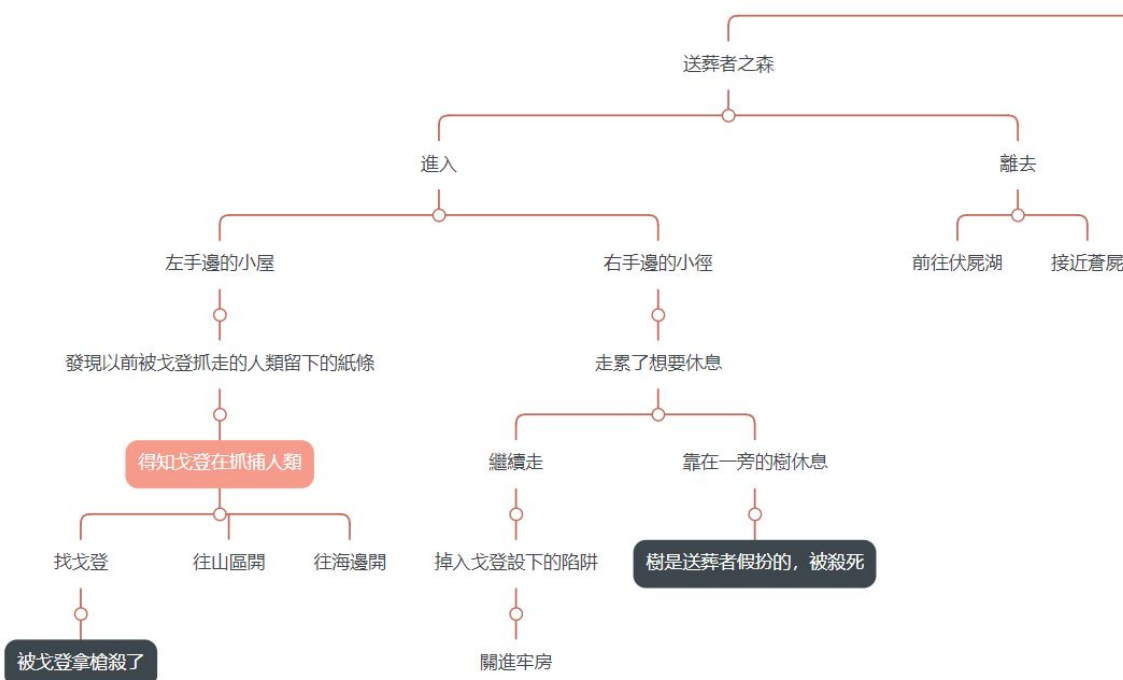 送葬者之森
進入
離去
左手邊的小屋
右手邊的小徑
前往伏屍湖
接近蒼屍
發現以前被戈登抓走的人類留下的紙條
走累了想要休息
得知戈登在抓捕人類
繼續走
靠在一旁的樹休息
找戈登
往山區開
往海邊開
掉入戈登設下的陷阱
樹是送葬者假扮的，被殺死
被戈登拿槍殺了
關進牢房